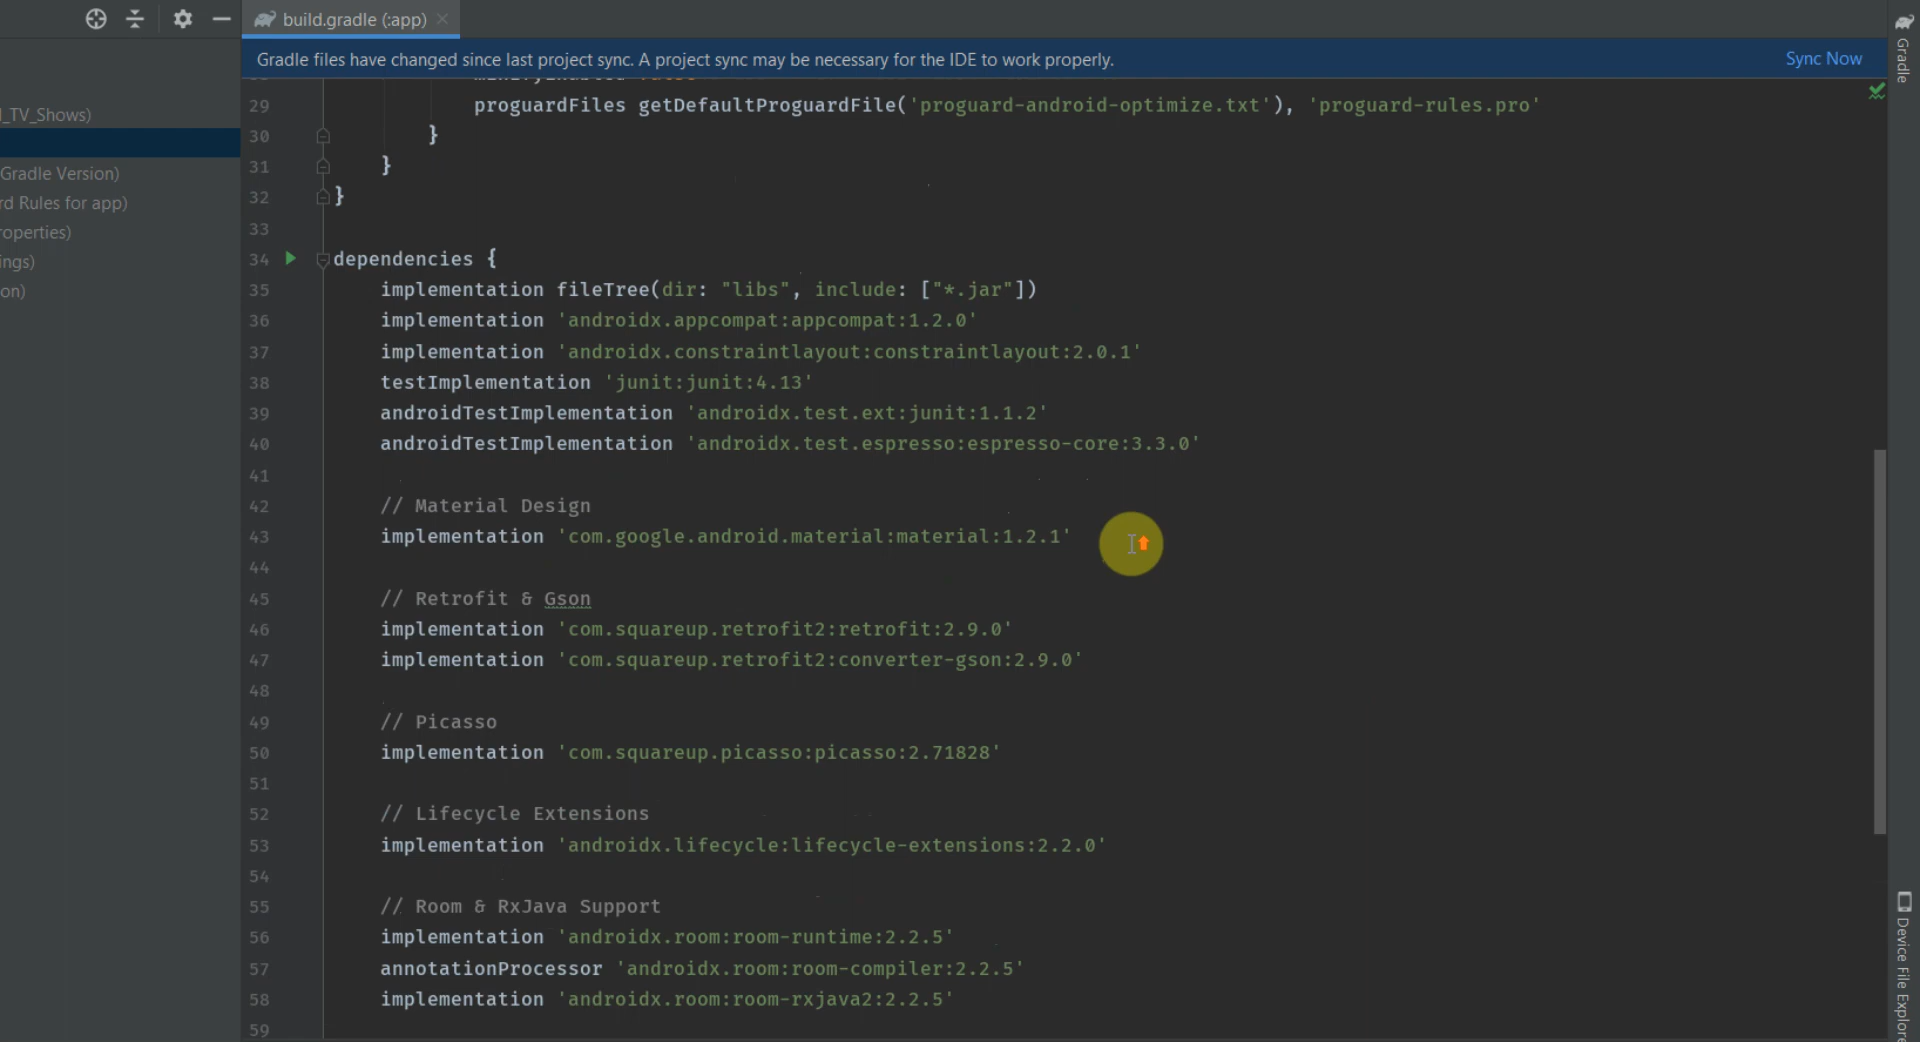 build.gradle (:app)
Gradle files have changed since last project sync. A project sync may be necessary for the IDE to work properly.
Sync Now
Gradle
_TV_Shows)
Gradle Version)
rd Rules for app)
operties)
ings)
on)
29 proguardFiles getDefaultProguardFile('proguard-android-optimize.txt'), 'proguard-rules.pro'
30 }
31 }
32 }
33
34 dependencies {
35 implementation fileTree(dir: "libs", include: ["*.jar"])
36 implementation 'androidx.appcompat:appcompat:1.2.0'
37 implementation 'androidx.constraintlayout:constraintlayout:2.0.1'
38 testImplementation 'junit:junit:4.13'
39 androidTestImplementation 'androidx.test.ext:junit:1.1.2'
40 androidTestImplementation 'androidx.test.espresso:espresso-core:3.3.0'
41
42 // Material Design
43 implementation 'com.google.android.material:material:1.2.1'
44
45 // Retrofit & Gson
46 implementation 'com.squareup.retrofit2:retrofit:2.9.0'
47 implementation 'com.squareup.retrofit2:converter-gson:2.9.0'
48
49 // Picasso
50 implementation 'com.squareup.picasso:picasso:2.71828'
51
52 // Lifecycle Extensions
53 implementation 'androidx.lifecycle:lifecycle-extensions:2.2.0'
54
55 // Room & RxJava Support
56 implementation 'androidx.room:room-runtime:2.2.5'
57 annotationProcessor 'androidx.room:room-compiler:2.2.5'
58 implementation 'androidx.room:room-rxjava2:2.2.5'
59
Device File Explore